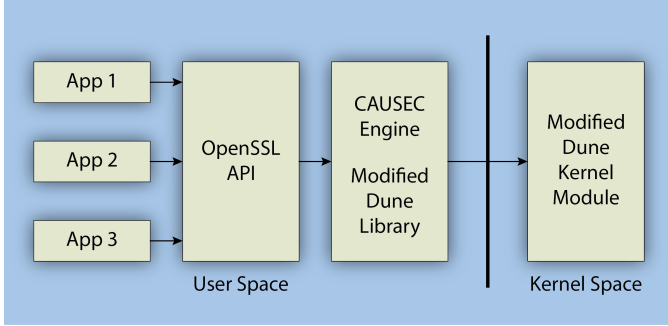 App 1
App 2
App 3
OpenSSL
API
CAUSEC
Engine
Modified
Dune
Library
Modified
Dune
Kernel
Module
User Space
Kernel Space